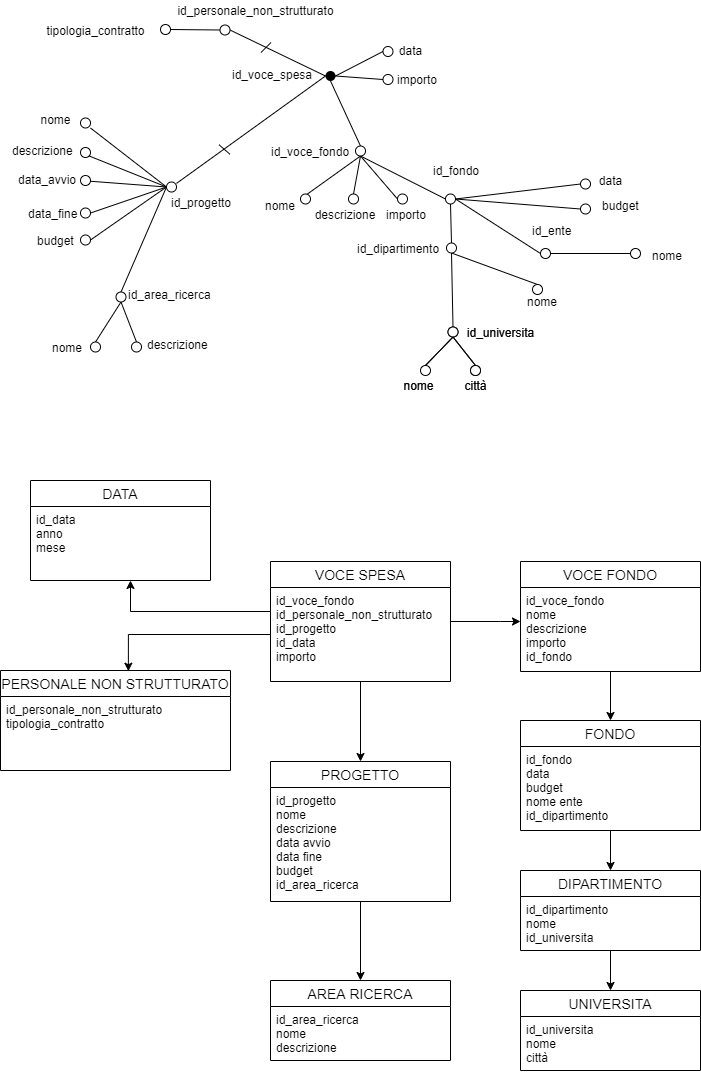 id_personale_non_strutturato
tipologia_contratto
data
id_voce_spesa
importo
nome
descrizione
data_avvio
data_fine
budget
id_progetto
id_area_ricerca
nome
descrizione
id_voce_fondo
nome
descrizione
importo
id_fondo
data
budget
id_ente
nome
id_dipartimento
nome
id_universita
nome
città
DATA
id_data
anno
mese
VOCE SPESA
id_voce_fondo
id_personale_non_strutturato
id_progetto
id_data
importo
VOCE FONDO
id_voce_fondo
nome
descrizione
importo
id_fondo
PERSONALE NON STRUTTURATO
id_personale_non_strutturato
tipologia_contratto
PROGETTO
id_progetto
nome
descrizione
data avvio
data fine
budget
id_area_ricerca
FONDO
id_fondo
data
budget
nome ente
id_dipartimento
DIPARTIMENTO
id_dipartimento
nome
id_universita
AREA RICERCA
id_area_ricerca
nome
descrizione
UNIVERSITA
id_universita
nome
città